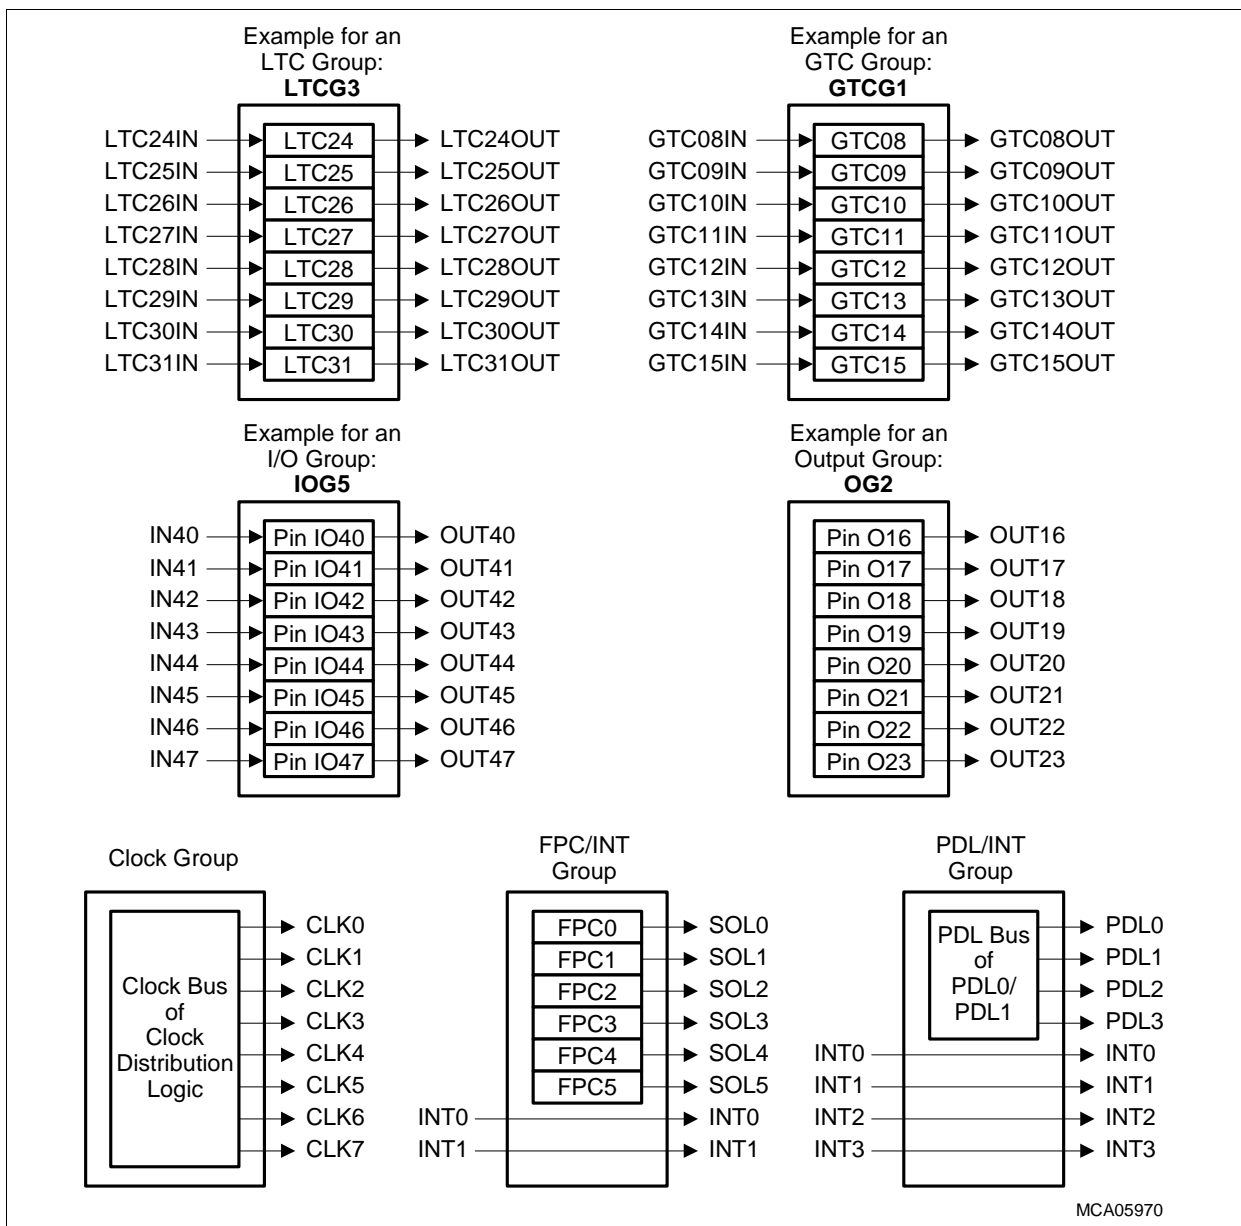 Example for an
LTC Group:
LTCG3
LTC24IN LTC24 LTC24OUT
LTC25IN LTC25 LTC25OUT
LTC26IN LTC26 LTC26OUT
LTC27IN LTC27 LTC27OUT
LTC28IN LTC28 LTC28OUT
LTC29IN LTC29 LTC29OUT
LTC30IN LTC30 LTC30OUT
LTC31IN LTC31 LTC31OUT
Example for an
GTC Group:
GTCG1
GTC08IN GTC08 GTC08OUT
GTC09IN GTC09 GTC09OUT
GTC10IN GTC10 GTC10OUT
GTC11IN GTC11 GTC11OUT
GTC12IN GTC12 GTC12OUT
GTC13IN GTC13 GTC13OUT
GTC14IN GTC14 GTC14OUT
GTC15IN GTC15 GTC15OUT
Example for an
I/O Group:
IOG5
IN40 Pin IO40 OUT40
IN41 Pin IO41 OUT41
IN42 Pin IO42 OUT42
IN43 Pin IO43 OUT43
IN44 Pin IO44 OUT44
IN45 Pin IO45 OUT45
IN46 Pin IO46 OUT46
IN47 Pin IO47 OUT47
Example for an
Output Group:
OG2
Pin O16 OUT16
Pin O17 OUT17
Pin O18 OUT18
Pin O19 OUT19
Pin O20 OUT20
Pin O21 OUT21
Pin O22 OUT22
Pin O23 OUT23
Clock Group
Clock Bus
of
Clock
Distribution
Logic
CLK0
CLK1
CLK2
CLK3
CLK4
CLK5
CLK6
CLK7
FPC/INT
Group
FPC0 SOL0
FPC1 SOL1
FPC2 SOL2
FPC3 SOL3
FPC4 SOL4
FPC5 SOL5
INT0 INT0
INT1 INT1
PDL/INT
Group
PDL Bus
of
PDL0/
PDL1
PDL0
PDL1
PDL2
PDL3
INT0 INT0
INT1 INT1
INT2 INT2
INT3 INT3
MCA05970